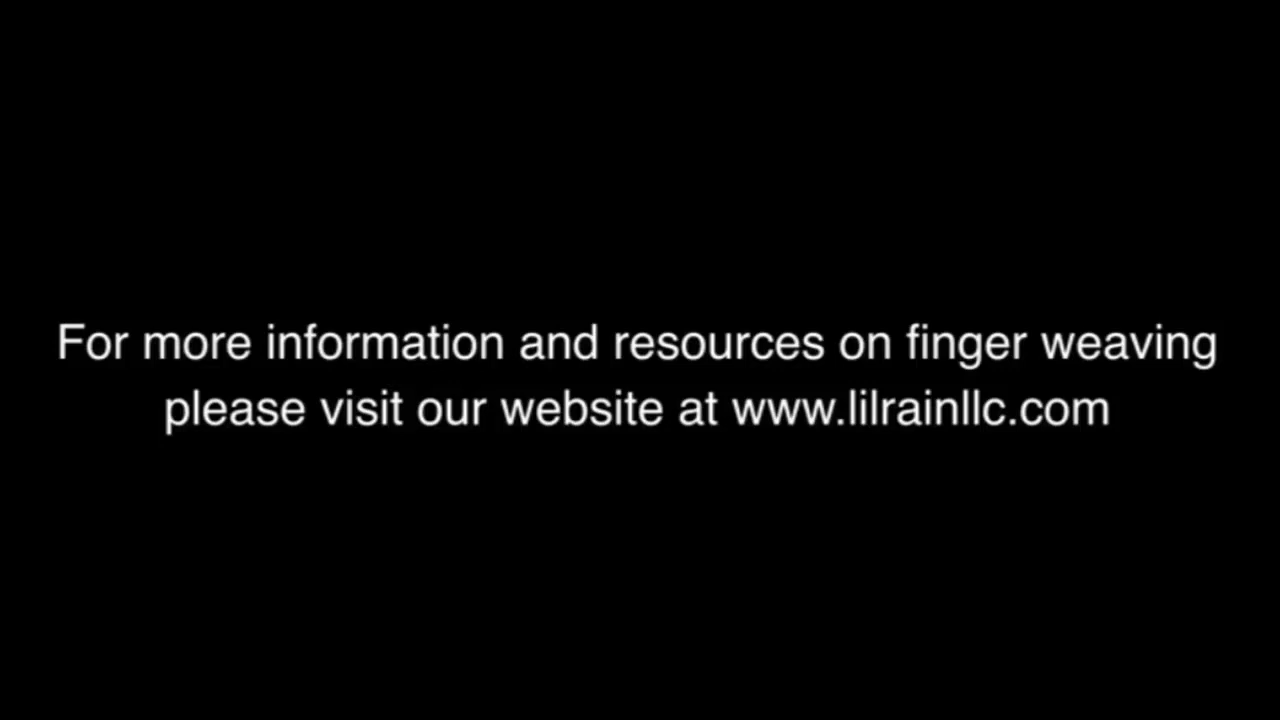 For more information and resources on finger weaving
please visit our website at www.lilrainllc.com